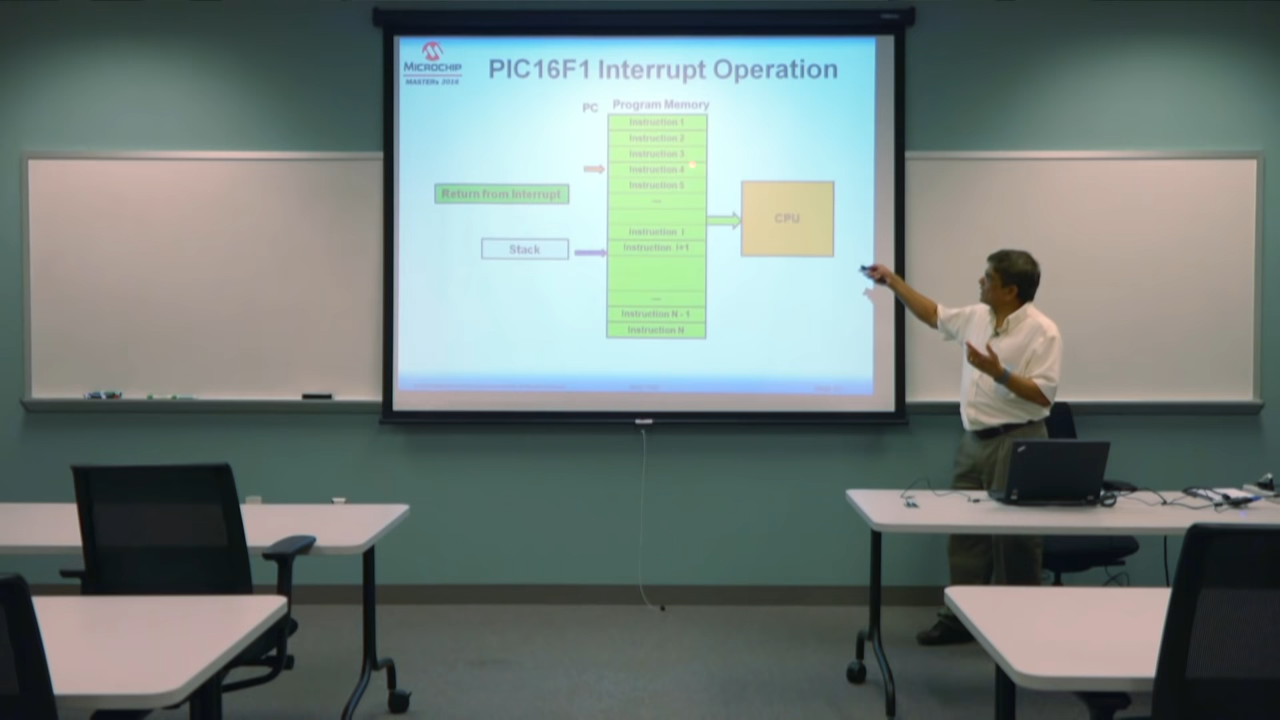 MICROCHIP
MASTERs 2014
PIC16F1 Interrupt Operation
PC
Program Memory
Instruction 1
Instruction 2
Instruction 3
Instruction 4
Instruction 5
...
Instruction i
Instruction i+1
...
Instruction N - 1
Instruction N
Return from Interrupt
Stack
CPU